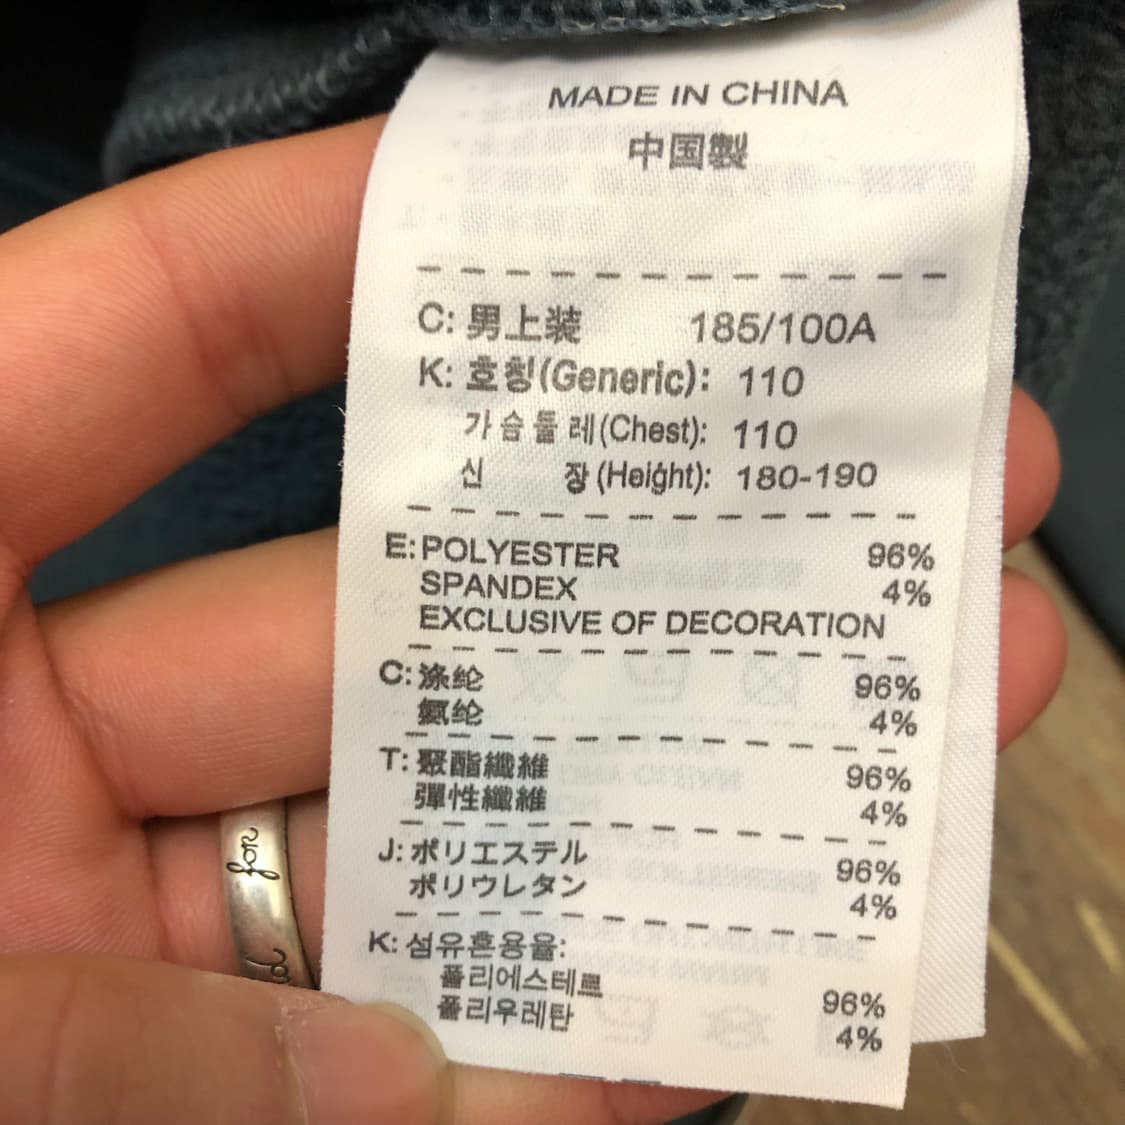 MADE IN CHINA
中国製
C: 男上装 185/100A
K: 호칭(Generic): 110
가슴둘레(Chest): 110
신 장(Height): 180-190
E: POLYESTER 96%
SPANDEX 4%
EXCLUSIVE OF DECORATION
C: 涤纶 96%
氨纶 4%
T: 聚酯纖維 96%
彈性纖維 4%
J: ポリエステル 96%
ポリウレタン 4%
K: 섬유혼용율:
폴리에스테르 96%
폴리우레탄 4%
for